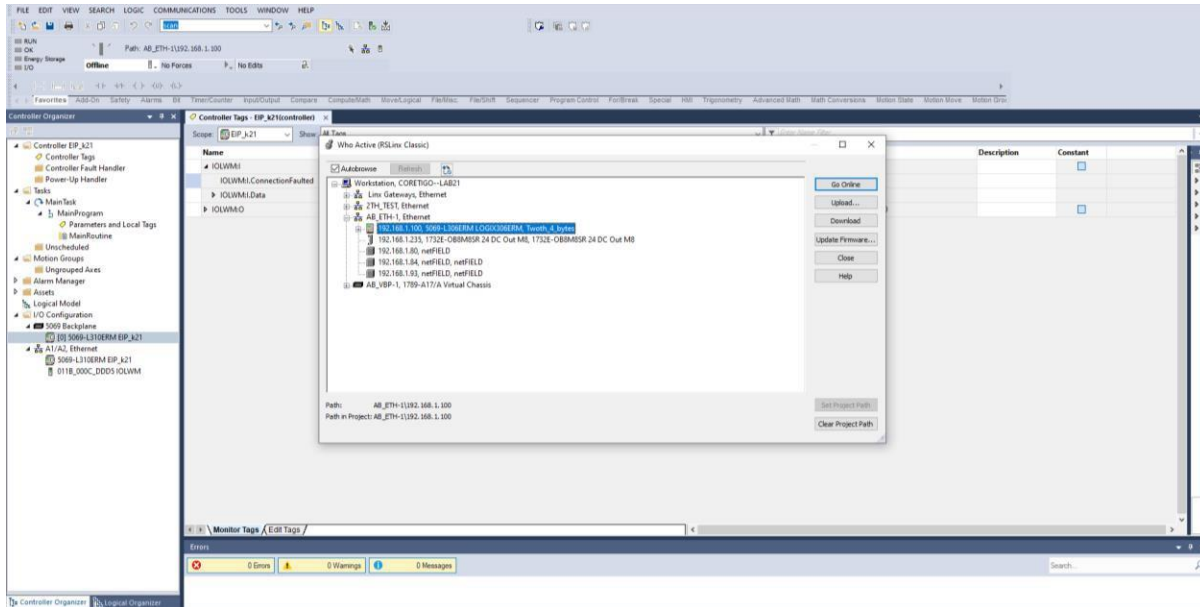 FILE EDIT VIEW SEARCH LOGIC COMMUNICATIONS TOOLS WINDOW HELP
scan
RUN
OK
Energy Storage
I/O
Path: AB_ETH-1\192.168.1.100
Offline
No Forces
No Edits
Favorites Add-On Safety Alarms Bit Timer/Counter Input/Output Compare Compute/Math Move/Logical File/Misc. File/Shift Sequencer Program Control For/Break Special HMI Trigonometry Advanced Math Math Conversions Motion State Motion Move Motion Gro
Controller Organizer
Controller EIP_k21
Controller Tags
Controller Fault Handler
Power-Up Handler
Tasks
MainTask
MainProgram
Parameters and Local Tags
MainRoutine
Unscheduled
Motion Groups
Ungrouped Axes
Alarm Manager
Assets
Logical Model
I/O Configuration
5069 Backplane
[0] 5069-L310ERM EIP_k21
A1/A2, Ethernet
5069-L310ERM EIP_k21
011B_000C_DDD5 IOLWM
Controller Organizer
Logical Organizer
Controller Tags - EIP_k21(controller)
Scope: EIP_k21 Show: All Tags
Enter Name Filter
Name Description Constant
IOLWM:I
IOLWM:I.ConnectionFaulted
IOLWM:I.Data
IOLWM:O
Monitor Tags Edit Tags
Who Active (RSLinx Classic)
Autobrowse Refresh
Workstation, CORETIGO--LAB21
Linx Gateways, Ethernet
2TH_TEST, Ethernet
AB_ETH-1, Ethernet
192.168.1.100, 5069-L306ERM LOGIX306ERM, Twoth_4_bytes
192.168.1.235, 1732E-OB8M8SR 24 DC Out M8, 1732E-OB8M8SR 24 DC Out M8
192.168.1.80, netFIELD
192.168.1.84, netFIELD, netFIELD
192.168.1.93, netFIELD, netFIELD
AB_VBP-1, 1789-A17/A Virtual Chassis
Go Online
Upload...
Download
Update Firmware...
Close
Help
Path: AB_ETH-1\192.168.1.100
Path in Project: AB_ETH-1\192.168.1.100
Set Project Path
Clear Project Path
Errors
0 Errors
0 Warnings
0 Messages
Search...